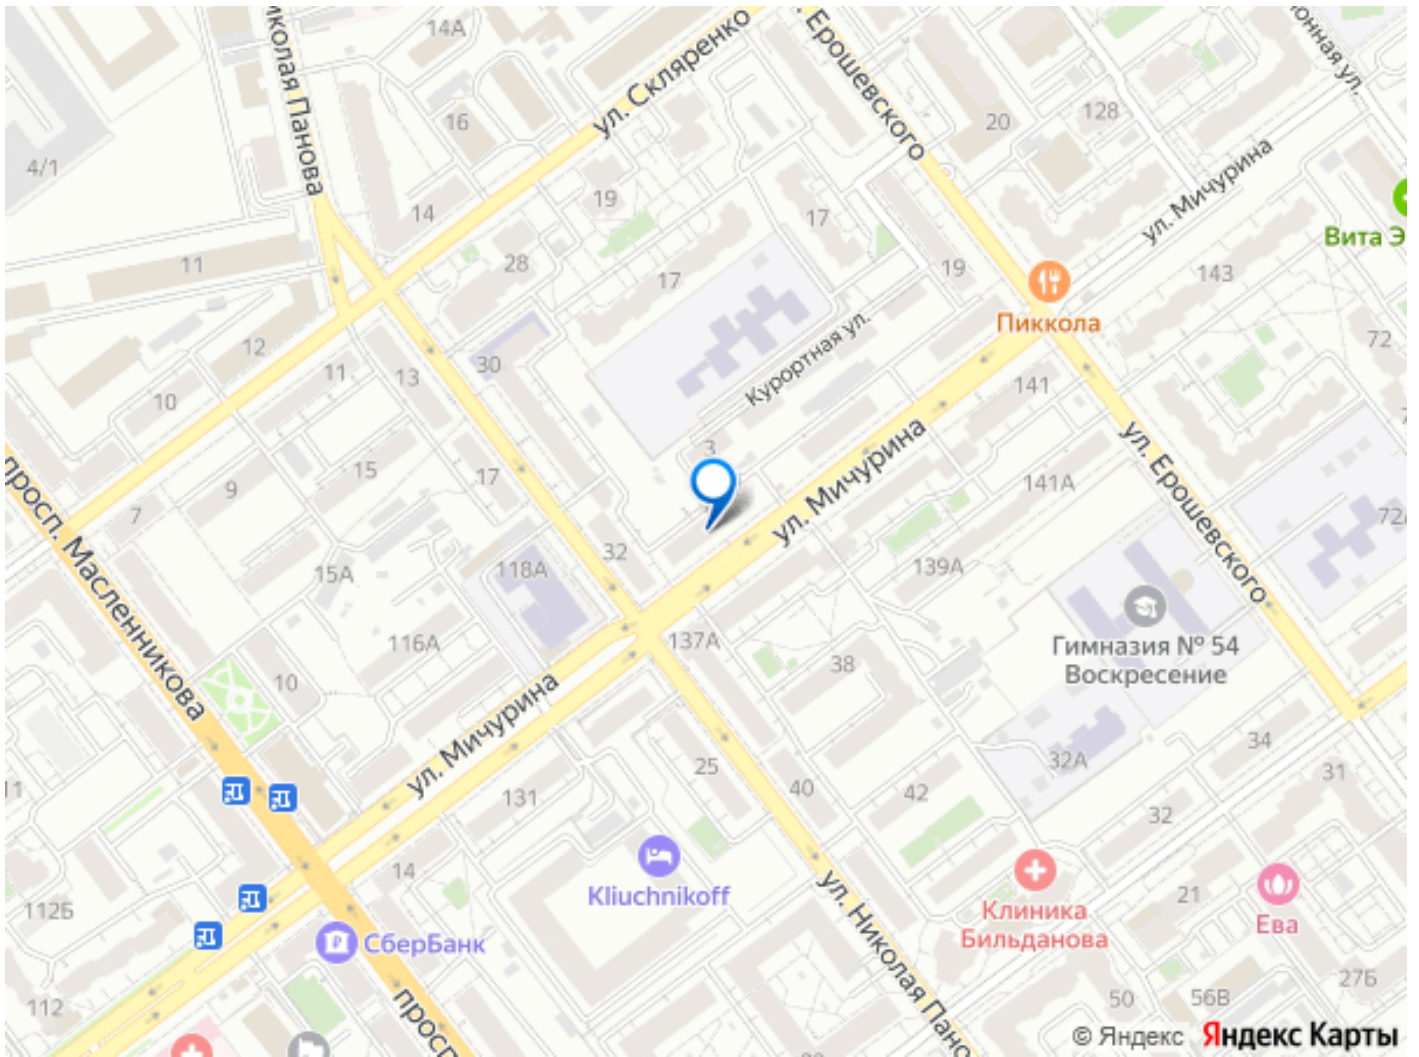 14А
ул. Скляренко
Ерошевского
онная ул.
иколая Панова
16
20
128
4/1
ул. Мичурина
14
19
17
Вита Э
11
28
17
19
143
Пиккола
12
11
13
30
Курортная ул.
72
10
141
3
ул. Мичурина
ул. Ерошевского
просп. Масленникова
9
15
17
141А
7
72А
15А
118А
32
139А
116А
137А
38
Гимназия № 54
Воскресение
10
ул. Мичурина
25
40
42
32А
34
31
11
131
32
14
Kliuchnikoff
ул. Николая Пано
Клиника
Бильданова
21
Ева
112Б
СберБанк
просп
27Б
112
50
56В
© Яндекс Яндекс Карты